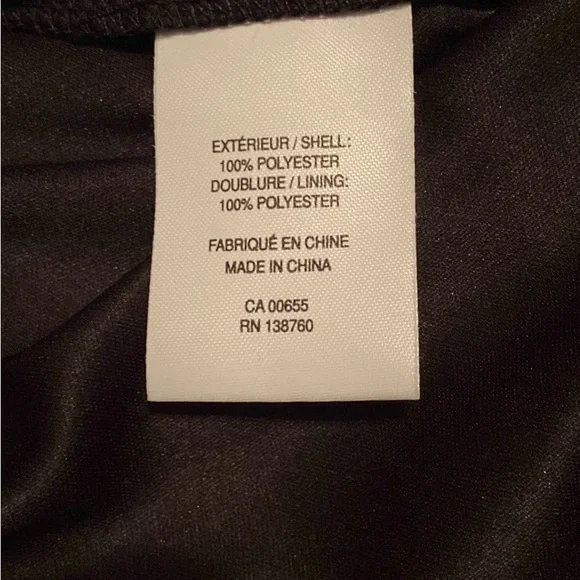 EXTÉRIEUR / SHELL:
100% POLYESTER
DOUBLURE / LINING:
100% POLYESTER
FABRIQUÉ EN CHINE
MADE IN CHINA
CA 00655
RN 138760